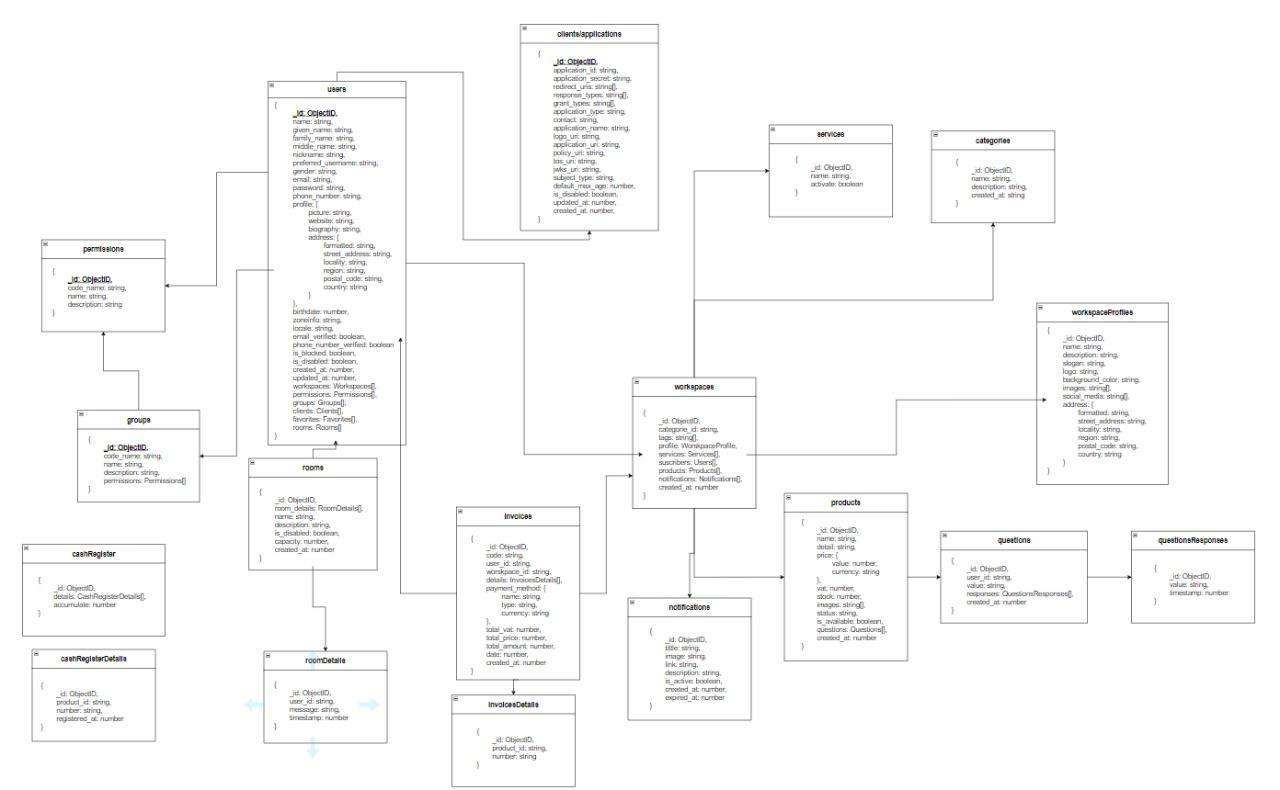 clients/applications
{
_id: ObjectID,
application_id: string,
application_secret: string,
redirect_uris: string[],
response_types: string[],
grant_types: string[],
application_type: string,
contact: string,
application_name: string,
logo_uri: string,
application_uri: string,
policy_uri: string,
tos_uri: string,
jwks_uri: string,
subject_type: string,
default_max_age: number,
is_disabled: boolean,
updated_at: number,
created_at: number,
}
users
{
_id: ObjectID,
name: string,
given_name: string,
family_name: string,
middle_name: string,
nickname: string,
preferred_username: string,
gender: string,
email: string,
password: string,
phone_number: string,
profile: {
picture: string,
website: string,
biography: string,
address: {
formatted: string,
street_address: string,
locality: string,
region: string,
postal_code: string,
country: string
}
},
birthdate: number,
zoneinfo: string,
locale: string,
email_verified: boolean,
phone_number_verified: boolean
is_blocked: boolean,
is_disabled: boolean,
created_at: number,
updated_at: number,
workspaces: Workspaces[],
permissions: Permissions[],
groups: Groups[],
clients: Clients[],
favorites: Favorites[],
rooms: Rooms[]
}
services
{
_id: ObjectID,
name: string,
activate: boolean
}
categories
{
_id: ObjectID,
name: string,
description: string,
created_at: string
}
permissions
{
_id: ObjectID,
code_name: string,
name: string,
description: string
}
workspaceProfiles
{
_id: ObjectID,
name: string,
description: string,
slogan: string,
logo: string,
background_color: string,
images: string[],
social_media: string[],
address: {
formatted: string,
street_address: string,
locality: string,
region: string,
postal_code: string,
country: string
}
}
workspaces
{
_id: ObjectID,
categorie_id: string,
tags: string[],
profile: WorskpaceProfile,
services: Services[],
suscribers: Users[],
products: Products[],
notifications: Notifications[],
created_at: number
}
groups
{
_id: ObjectID,
code_name: string,
name: string,
description: string,
permissions: Permissions[]
}
rooms
{
_id: ObjectID,
room_details: RoomDetails[],
name: string,
description: string,
is_disabled: boolean,
capacity: number,
created_at: number
}
invoices
{
_id: ObjectID,
code: string,
user_id: string,
worskpace_id: string,
details: InvoicesDetails[],
payment_method: {
name: string,
type: string,
currency: string
},
total_vat: number,
total_price: number,
total_amount: number,
date: number,
created_at: number
}
products
{
_id: ObjectID,
name: string,
detail: string,
price: {
value: number,
currency: string
},
vat: number,
stock: number,
images: string[],
status: string,
is_available: boolean,
questions: Questions[],
created_at: number
}
questions
{
_id: ObjectID,
user_id: string,
value: string,
responses: QuestionsResponses[],
created_at: number
}
questionsResponses
{
_id: ObjectID,
value: string,
timestamp: number
}
cashRegister
{
_id: ObjectID,
details: CashRegisterDetails[],
accumulate: number
}
notifications
{
_id: ObjectID,
tittle: string,
image: string,
link: string,
description: string,
is_active: boolean,
created_at: number,
expired_at: number
}
cashRegisterDetails
{
_id: ObjectID,
product_id: string,
number: string,
registered_at: number
}
roomDetails
{
_id: ObjectID,
user_id: string,
message: string,
timestamp: number
}
invoicesDetails
{
_id: ObjectID,
product_id: string,
number: string
}